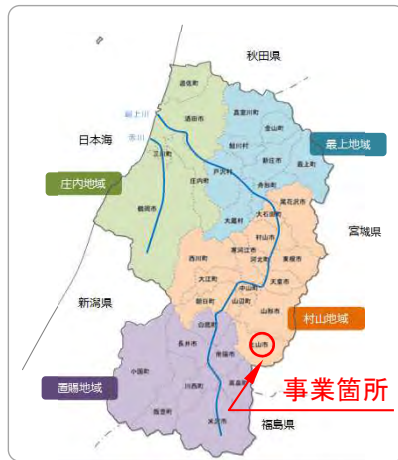 秋田県
遊佐町
最上川
酒田市
真室川町
金山町
赤川
日本海
鮭川村
最上地域
三川町
新庄市
戸沢村
最上町
庄内地域
庄内町
舟形町
鶴岡市
尾花沢市
大蔵村
大石田町
宮城県
村山市
西川町
寒河江市
河北町
東根市
大江町
天童市
中山町
新潟県
朝日町
山辺町
山形市
村山地域
白鷹町
上山市
長井市
南陽市
小国町
置賜地域
川西町
高畠町
事業箇所
飯豊町
米沢市
福島県